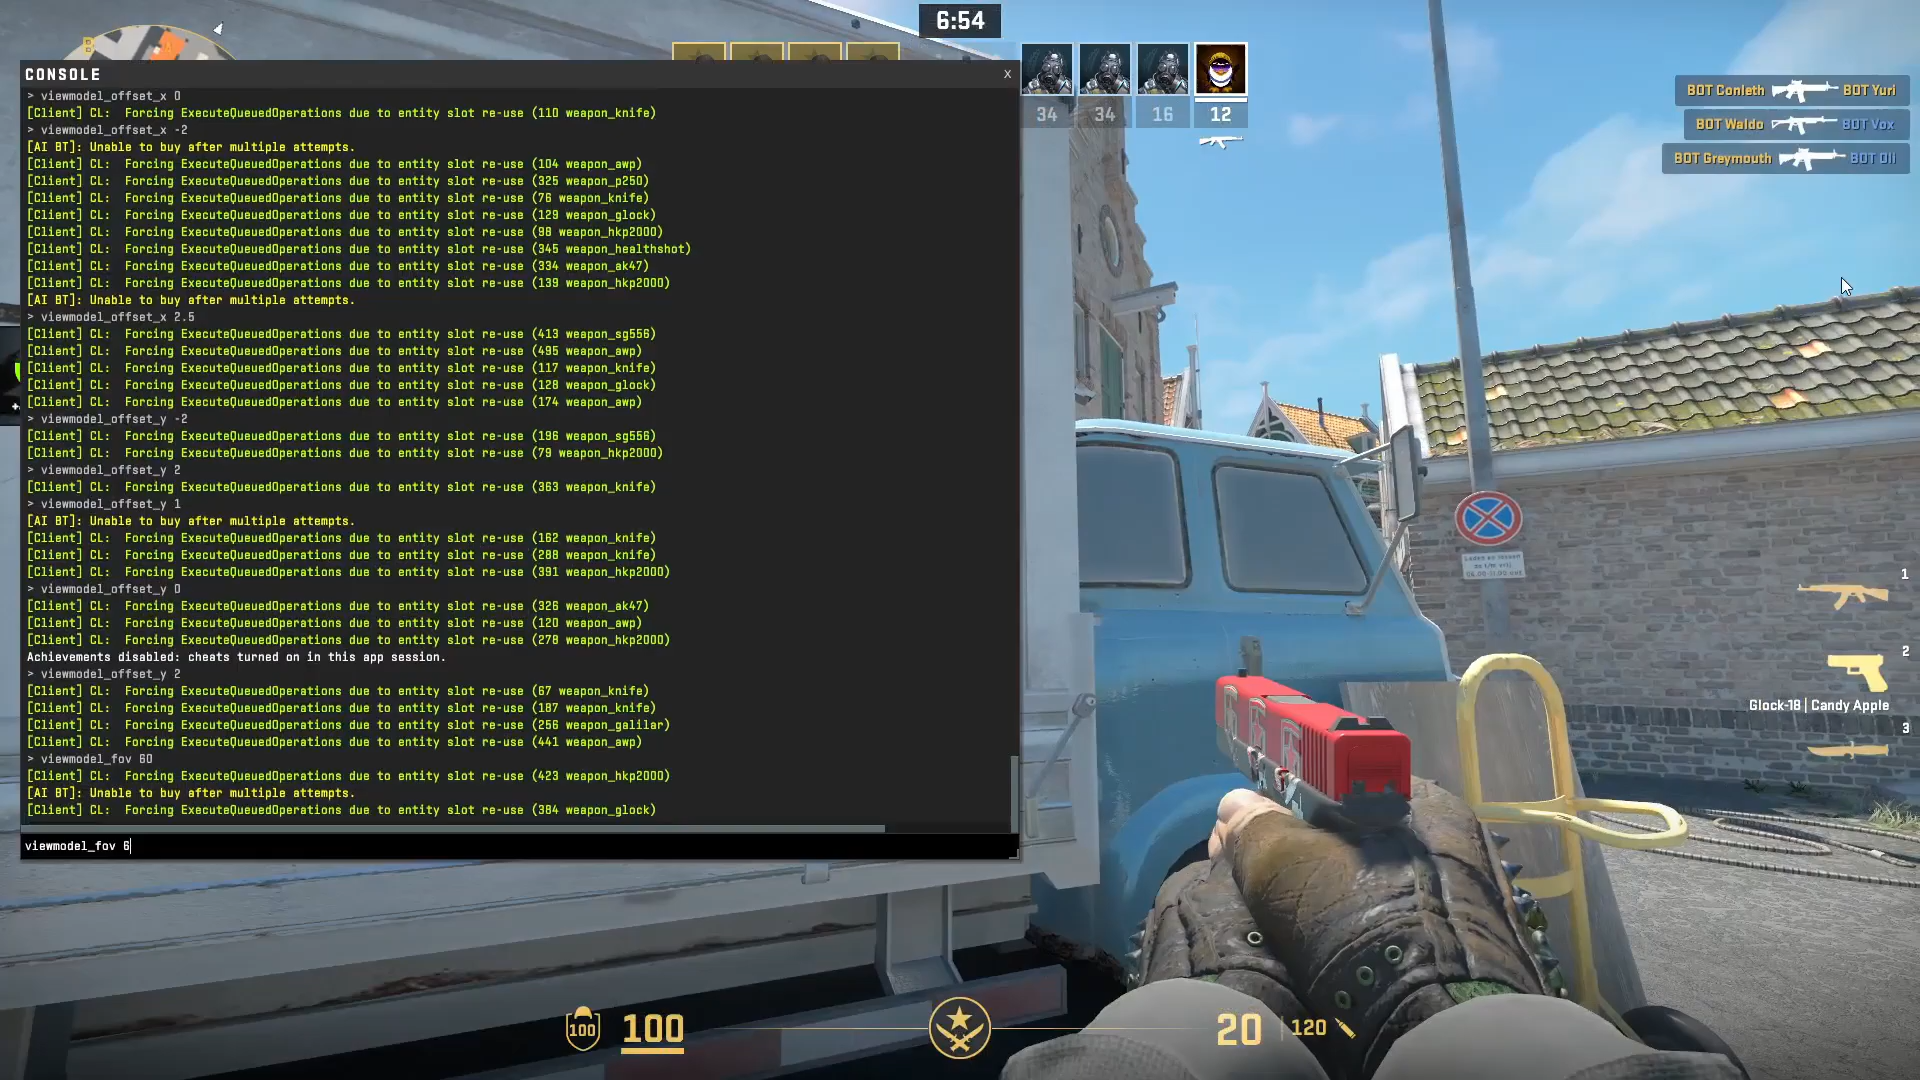 6:54
CONSOLE
X
> viewmodel_offset_x 0
[Client] CL:  Forcing ExecuteQueuedOperations due to entity slot re-use (110 weapon_knife)
> viewmodel_offset_x -2
[AI BT]: Unable to buy after multiple attempts.
[Client] CL:  Forcing ExecuteQueuedOperations due to entity slot re-use (104 weapon_awp)
[Client] CL:  Forcing ExecuteQueuedOperations due to entity slot re-use (325 weapon_p250)
[Client] CL:  Forcing ExecuteQueuedOperations due to entity slot re-use (76 weapon_knife)
[Client] CL:  Forcing ExecuteQueuedOperations due to entity slot re-use (129 weapon_glock)
[Client] CL:  Forcing ExecuteQueuedOperations due to entity slot re-use (98 weapon_hkp2000)
[Client] CL:  Forcing ExecuteQueuedOperations due to entity slot re-use (345 weapon_healthshot)
[Client] CL:  Forcing ExecuteQueuedOperations due to entity slot re-use (334 weapon_ak47)
[Client] CL:  Forcing ExecuteQueuedOperations due to entity slot re-use (139 weapon_hkp2000)
[AI BT]: Unable to buy after multiple attempts.
> viewmodel_offset_x 2.5
[Client] CL:  Forcing ExecuteQueuedOperations due to entity slot re-use (413 weapon_sg556)
[Client] CL:  Forcing ExecuteQueuedOperations due to entity slot re-use (495 weapon_awp)
[Client] CL:  Forcing ExecuteQueuedOperations due to entity slot re-use (117 weapon_knife)
[Client] CL:  Forcing ExecuteQueuedOperations due to entity slot re-use (128 weapon_glock)
[Client] CL:  Forcing ExecuteQueuedOperations due to entity slot re-use (174 weapon_awp)
> viewmodel_offset_y -2
[Client] CL:  Forcing ExecuteQueuedOperations due to entity slot re-use (196 weapon_sg556)
[Client] CL:  Forcing ExecuteQueuedOperations due to entity slot re-use (79 weapon_hkp2000)
> viewmodel_offset_y 2
[Client] CL:  Forcing ExecuteQueuedOperations due to entity slot re-use (363 weapon_knife)
> viewmodel_offset_y 1
[AI BT]: Unable to buy after multiple attempts.
[Client] CL:  Forcing ExecuteQueuedOperations due to entity slot re-use (162 weapon_knife)
[Client] CL:  Forcing ExecuteQueuedOperations due to entity slot re-use (288 weapon_knife)
[Client] CL:  Forcing ExecuteQueuedOperations due to entity slot re-use (391 weapon_hkp2000)
> viewmodel_offset_y 0
[Client] CL:  Forcing ExecuteQueuedOperations due to entity slot re-use (326 weapon_ak47)
[Client] CL:  Forcing ExecuteQueuedOperations due to entity slot re-use (120 weapon_awp)
[Client] CL:  Forcing ExecuteQueuedOperations due to entity slot re-use (278 weapon_hkp2000)
Achievements disabled: cheats turned on in this app session.
> viewmodel_offset_y 2
[Client] CL:  Forcing ExecuteQueuedOperations due to entity slot re-use (67 weapon_knife)
[Client] CL:  Forcing ExecuteQueuedOperations due to entity slot re-use (187 weapon_knife)
[Client] CL:  Forcing ExecuteQueuedOperations due to entity slot re-use (256 weapon_galilar)
[Client] CL:  Forcing ExecuteQueuedOperations due to entity slot re-use (441 weapon_awp)
> viewmodel_fov 60
[Client] CL:  Forcing ExecuteQueuedOperations due to entity slot re-use (423 weapon_hkp2000)
[AI BT]: Unable to buy after multiple attempts.
[Client] CL:  Forcing ExecuteQueuedOperations due to entity slot re-use (384 weapon_glock)
viewmodel_fov 6
34 34 16 12
BOT Conleth BOT Yuri
BOT Waldo BOT Vox
BOT Greymouth BOT Oli
1
2
Glock-18 | Candy Apple
3
100 100
20 120